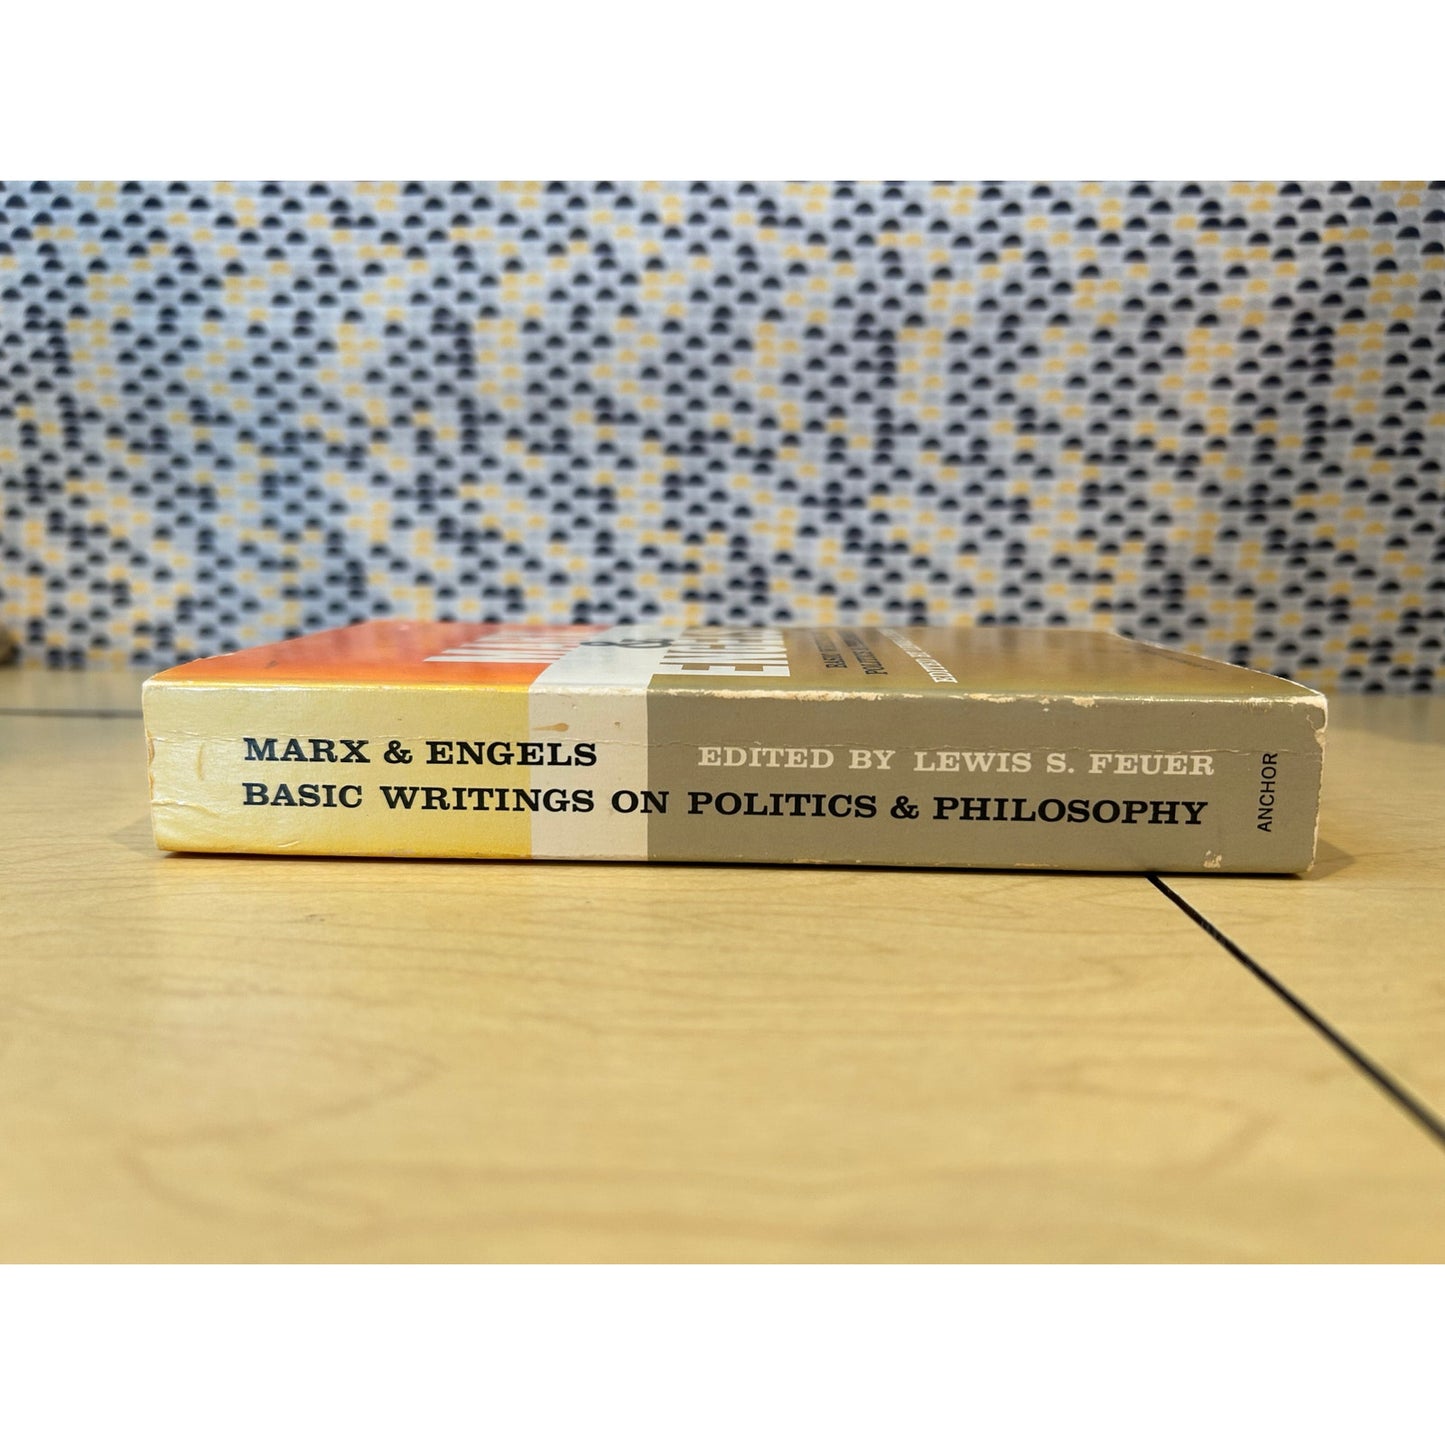 MARX & ENGELS
EDITED BY LEWIS S. FEUER
BASIC WRITINGS ON POLITICS & PHILOSOPHY
ANCHOR
&